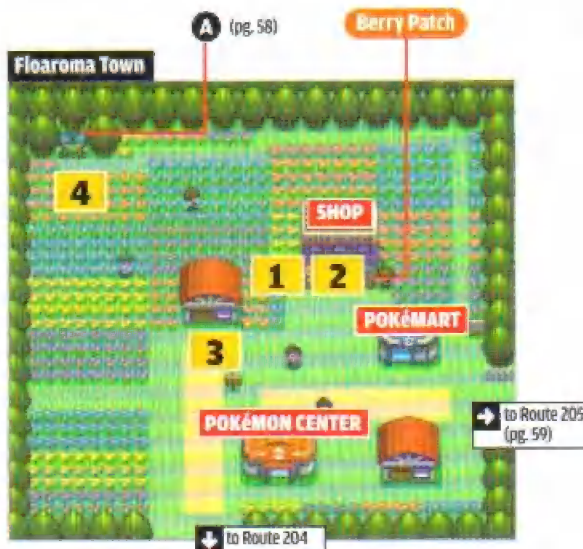 A (pg. 58)
Berry Patch
Floaroma Town
4
SHOP
1
2
POKéMART
3
POKéMON CENTER
to Route 205
(pg. 59)
to Route 204